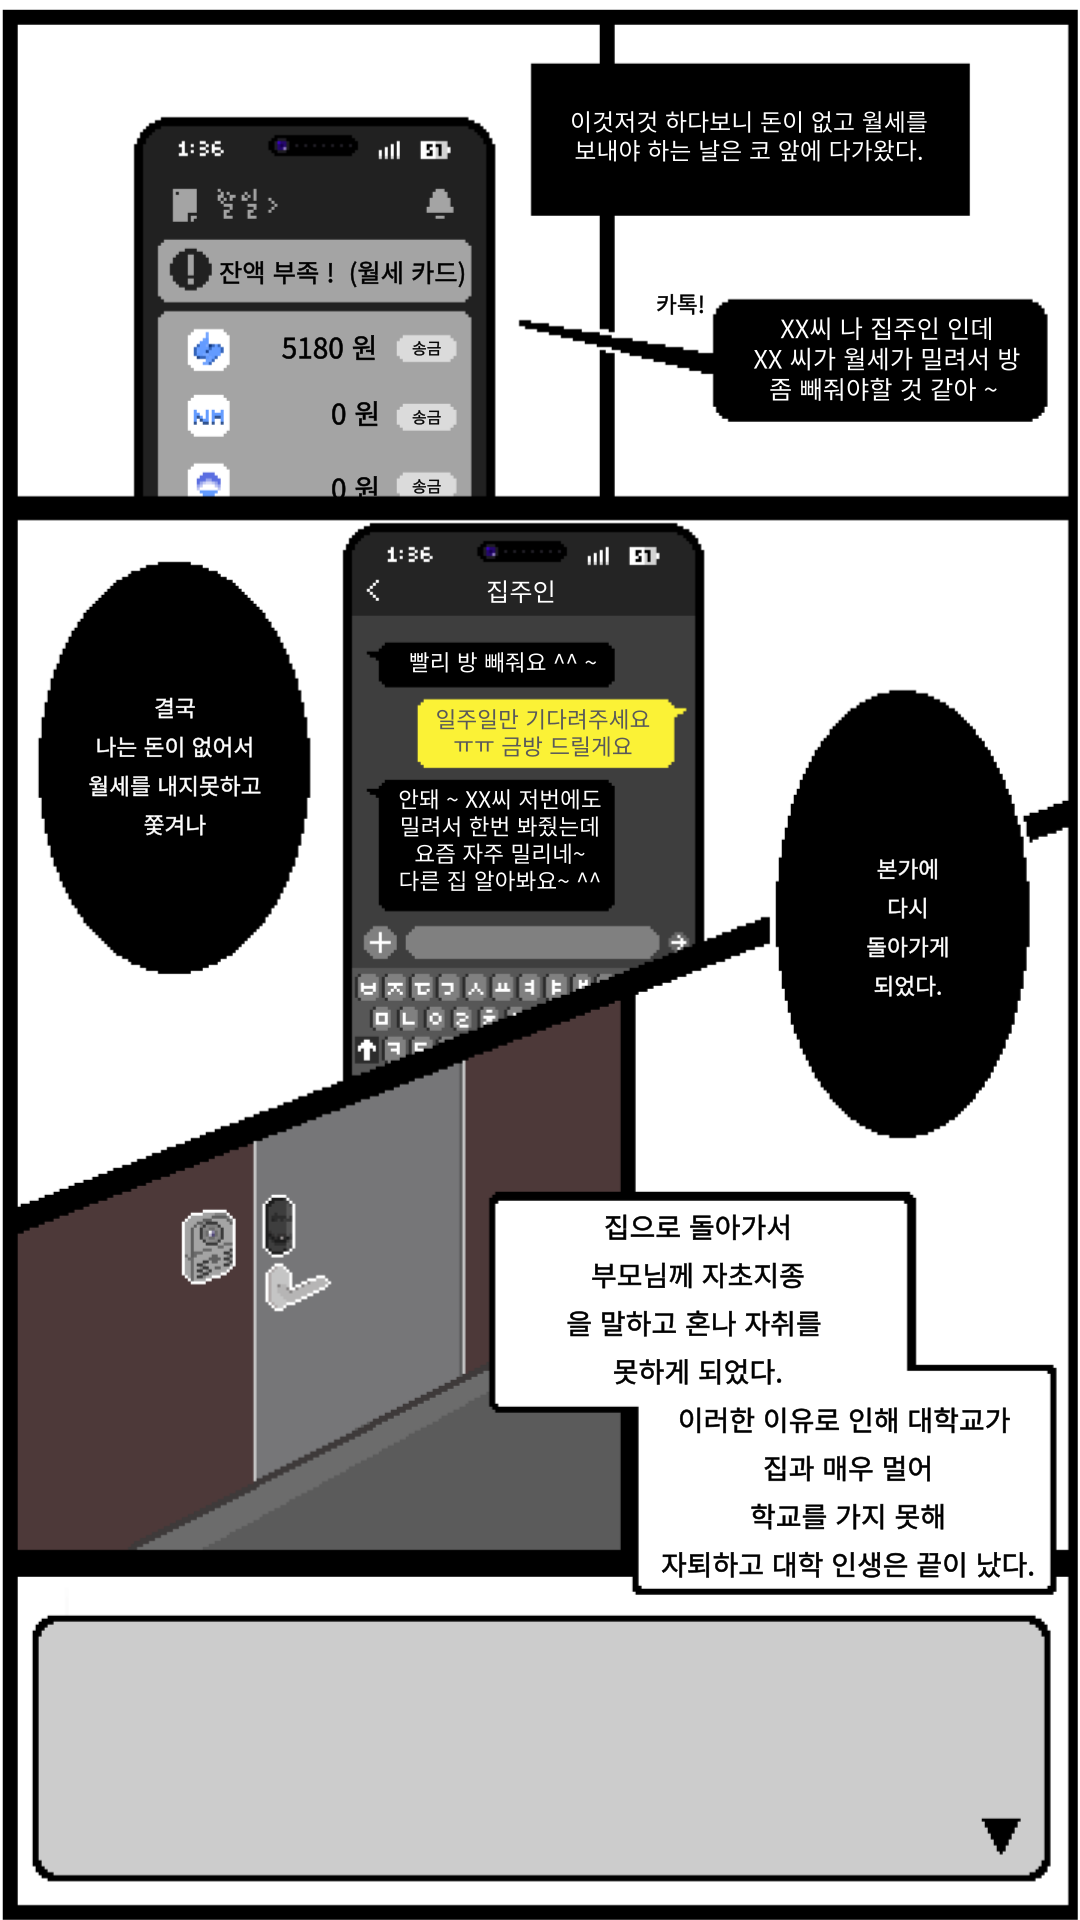 이것저것 하다보니 돈이 없고 월세를
보내야 하는 날은 코 앞에 다가왔다.
1:36
51
잔액 부족 ! (월세 카드)
5180 원
송금
NH
0 원
송금
0 원
송금
카톡!
XX씨 나 집주인 인데
XX 씨가 월세가 밀려서 방
좀 빼줘야할 것 같아 ~
1:36
51
집주인
빨리 방 빼줘요 ^^ ~
일주일만 기다려주세요
ㅠㅠ 금방 드릴게요
안돼 ~ XX씨 저번에도
밀려서 한번 봐줬는데
요즘 자주 밀리네~
다른 집 알아봐요~ ^^
ㅂ ㅈ ㄷ ㄱ ㅅ ㅛ ㅕ ㅑ
ㅁ ㄴ ㅇ ㄹ ㅎ
ㅋ ㅌ
결국
나는 돈이 없어서
월세를 내지못하고
쫓겨나
본가에
다시
돌아가게
되었다.
집으로 돌아가서
부모님께 자초지종
을 말하고 혼나 자취를
못하게 되었다.
이러한 이유로 인해 대학교가
집과 매우 멀어
학교를 가지 못해
자퇴하고 대학 인생은 끝이 났다.